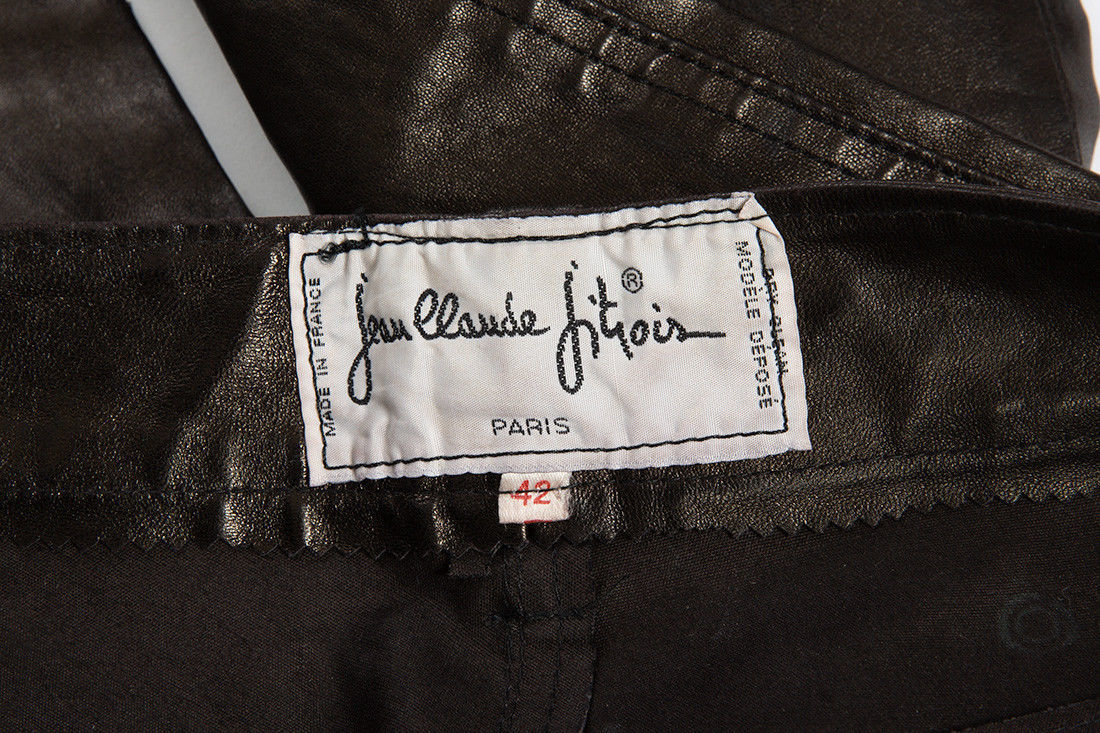 MADE IN FRANCE
Jean Claude Jitrois®
PARIS
MODÈLE DÉPOSÉ
42